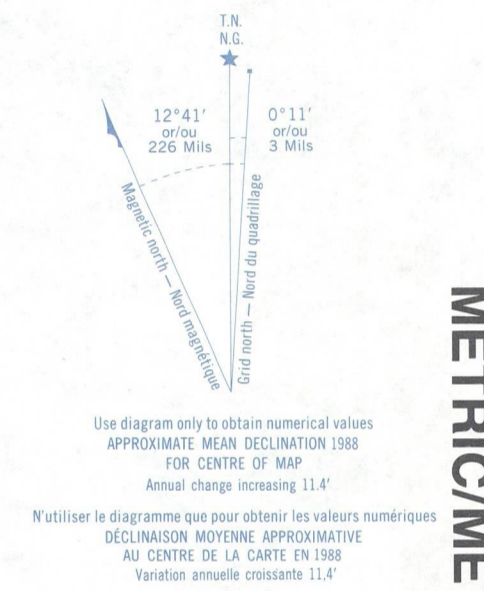 T.N.
N.G.
12°41′
or/ou
226 Mils
0°11′
or/ou
3 Mils
Magnetic north — Nord magnétique
Grid north — Nord du quadrillage
Use diagram only to obtain numerical values
APPROXIMATE MEAN DECLINATION 1988
FOR CENTRE OF MAP
Annual change increasing 11.4′
N'utiliser le diagramme que pour obtenir les valeurs numériques
DÉCLINAISON MOYENNE APPROXIMATIVE
AU CENTRE DE LA CARTE EN 1988
Variation annuelle croissante 11,4′
METRIC/ME